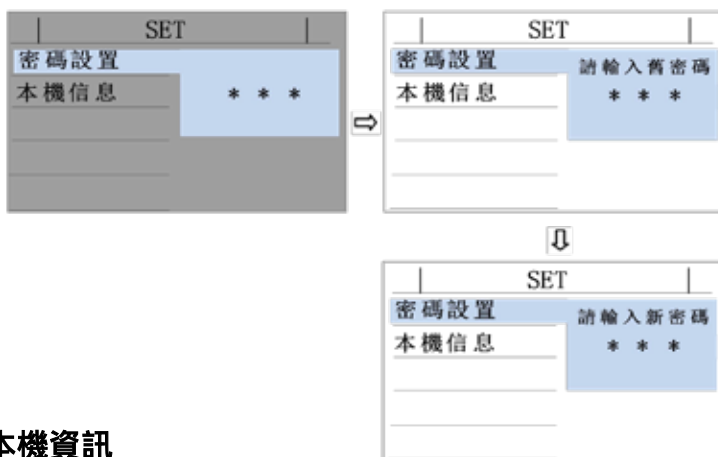 SET
密碼設置
本機信息
* * *
SET
密碼設置
請輸入舊密碼
本機信息
* * *
SET
密碼設置
請輸入新密碼
本機信息
* * *
本機資訊